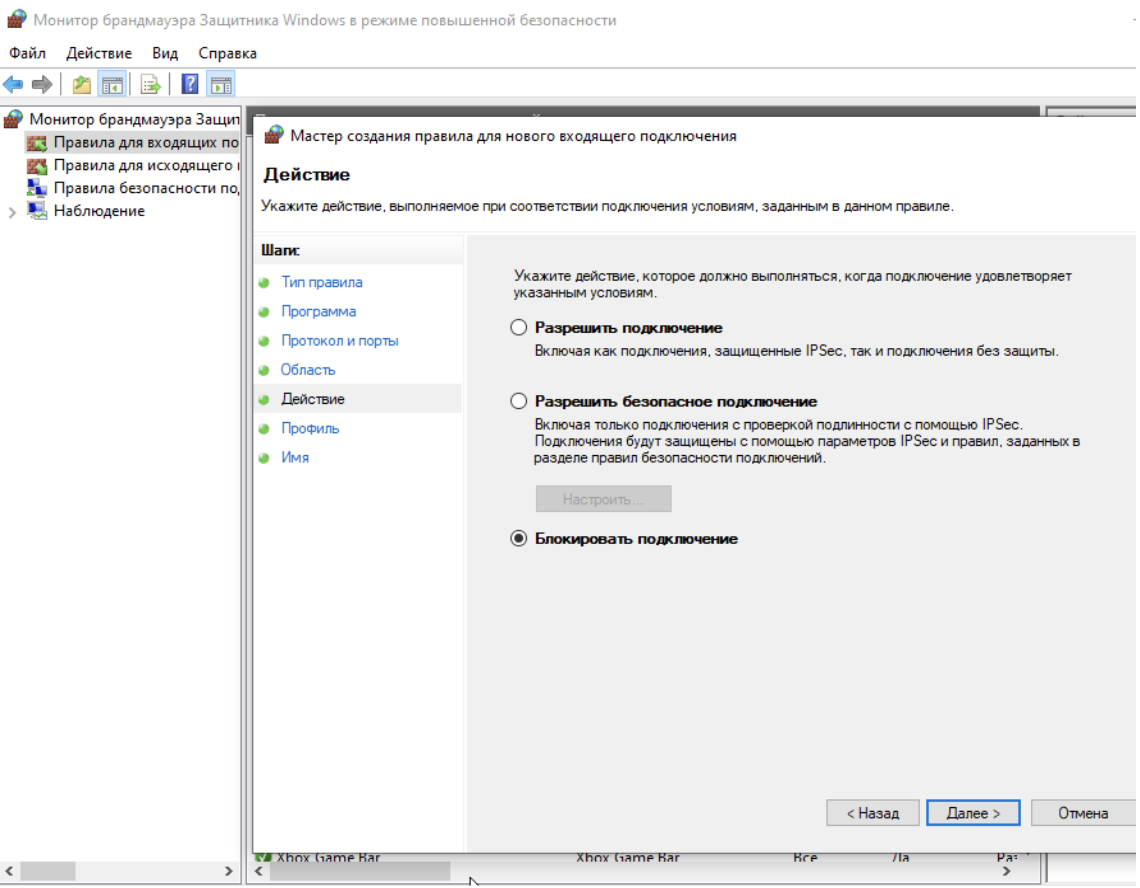 Монитор брандмауэра Защитника Windows в режиме повышенной безопасности
Файл Действие Вид Справка
Монитор брандмауэра Защит
Правила для входящих по
Правила для исходящего
Правила безопасности по,
Наблюдение
Мастер создания правила для нового входящего подключения
Действие
Укажите действие, выполняемое при соответствии подключения условиям, заданным в данном правиле.
Шаги:
Тип правила
Программа
Протокол и порты
Область
Действие
Профиль
Имя
Укажите действие, которое должно выполняться, когда подключение удовлетворяет
указанным условиям.
Разрешить подключение
Включая как подключения, защищенные IPSec, так и подключения без защиты.
Разрешить безопасное подключение
Включая только подключения с проверкой подлинности с помощью IPSec.
Подключения будут защищены с помощью параметров IPSec и правил, заданных в
разделе правил безопасности подключений.
Настроить...
Блокировать подключение
< Назад Далее > Отмена
Xbox Game Bar Xbox Game Bar Все Да Раз